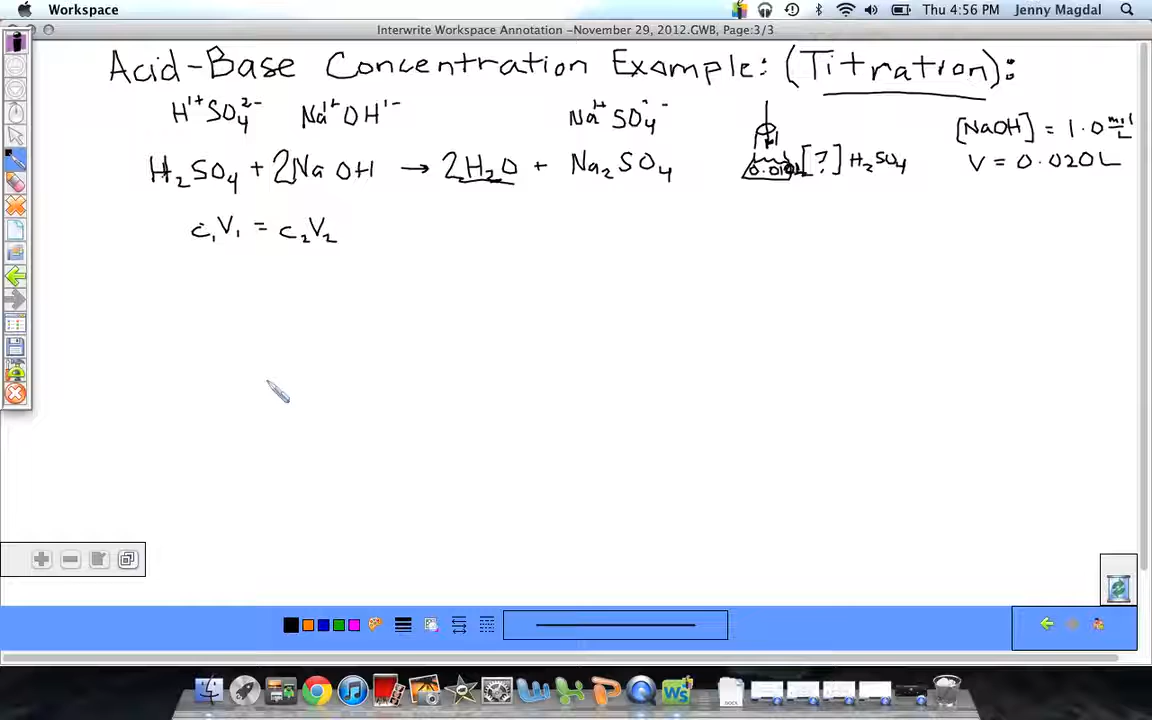 Workspace
Thu 4:56 PM Jenny Magdal
Interwrite Workspace Annotation –November 29, 2012.GWB, Page:3/3
Acid-Base Concentration Example: (Titration):
H¹⁺SO₄²⁻ Na¹⁺OH¹⁻ Na¹⁺SO₄⁻ ⁻
H₂SO₄ + 2NaOH → 2H₂O + Na₂SO₄
[?] H₂SO₄
[NaOH] = 1.0 mol/L
V = 0.020L
c₁V₁ = c₂V₂